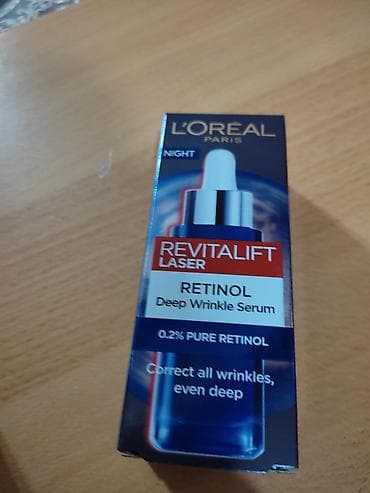 L'ORÉAL
PARIS
NIGHT
REVITALIFT
LASER
RETINOL
Deep Wrinkle Serum
0.2% PURE RETINOL
Correct all wrinkles,
even deep